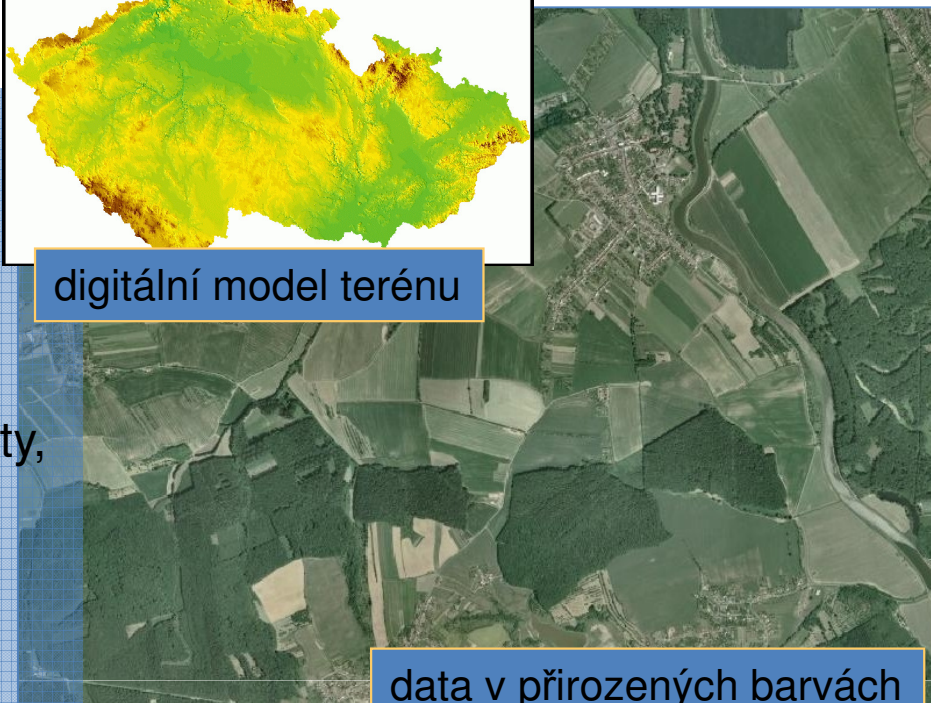 digitální model terénu
ty,
data v přirozených barvách